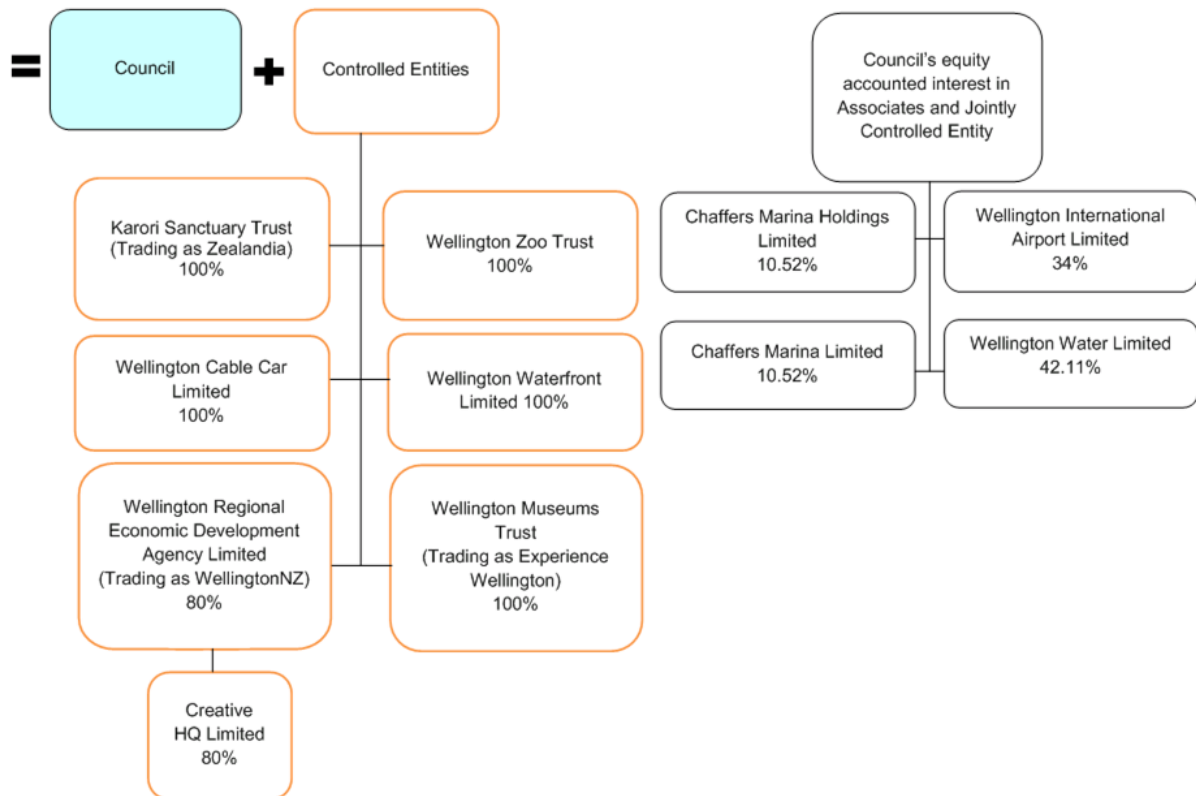 =
Council
+
Controlled Entities
Council's equity
accounted interest in
Associates and Jointly
Controlled Entity
Karori Sanctuary Trust
(Trading as Zealandia)
100%
Wellington Zoo Trust
100%
Chaffers Marina Holdings
Limited
10.52%
Wellington International
Airport Limited
34%
Wellington Cable Car
Limited
100%
Wellington Waterfront
Limited 100%
Chaffers Marina Limited
10.52%
Wellington Water Limited
42.11%
Wellington Regional
Economic Development
Agency Limited
(Trading as WellingtonNZ)
80%
Wellington Museums
Trust
(Trading as Experience
Wellington)
100%
Creative
HQ Limited
80%